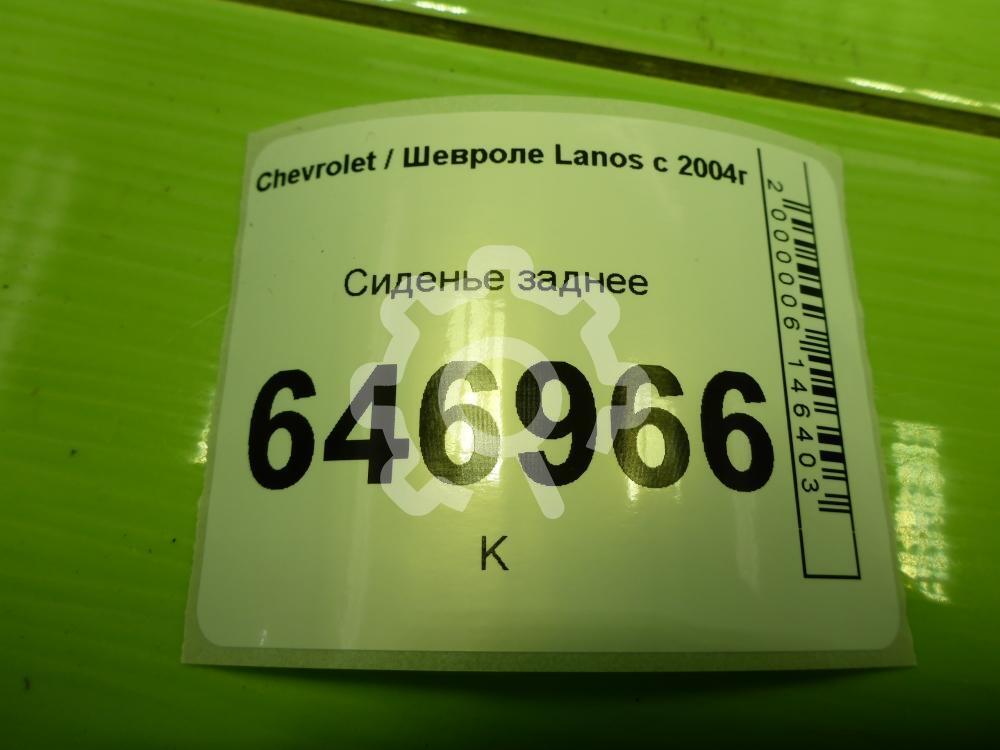 Chevrolet / Шевроле Lanos с 2004г
Сиденье заднее
646966
К
2000006146403